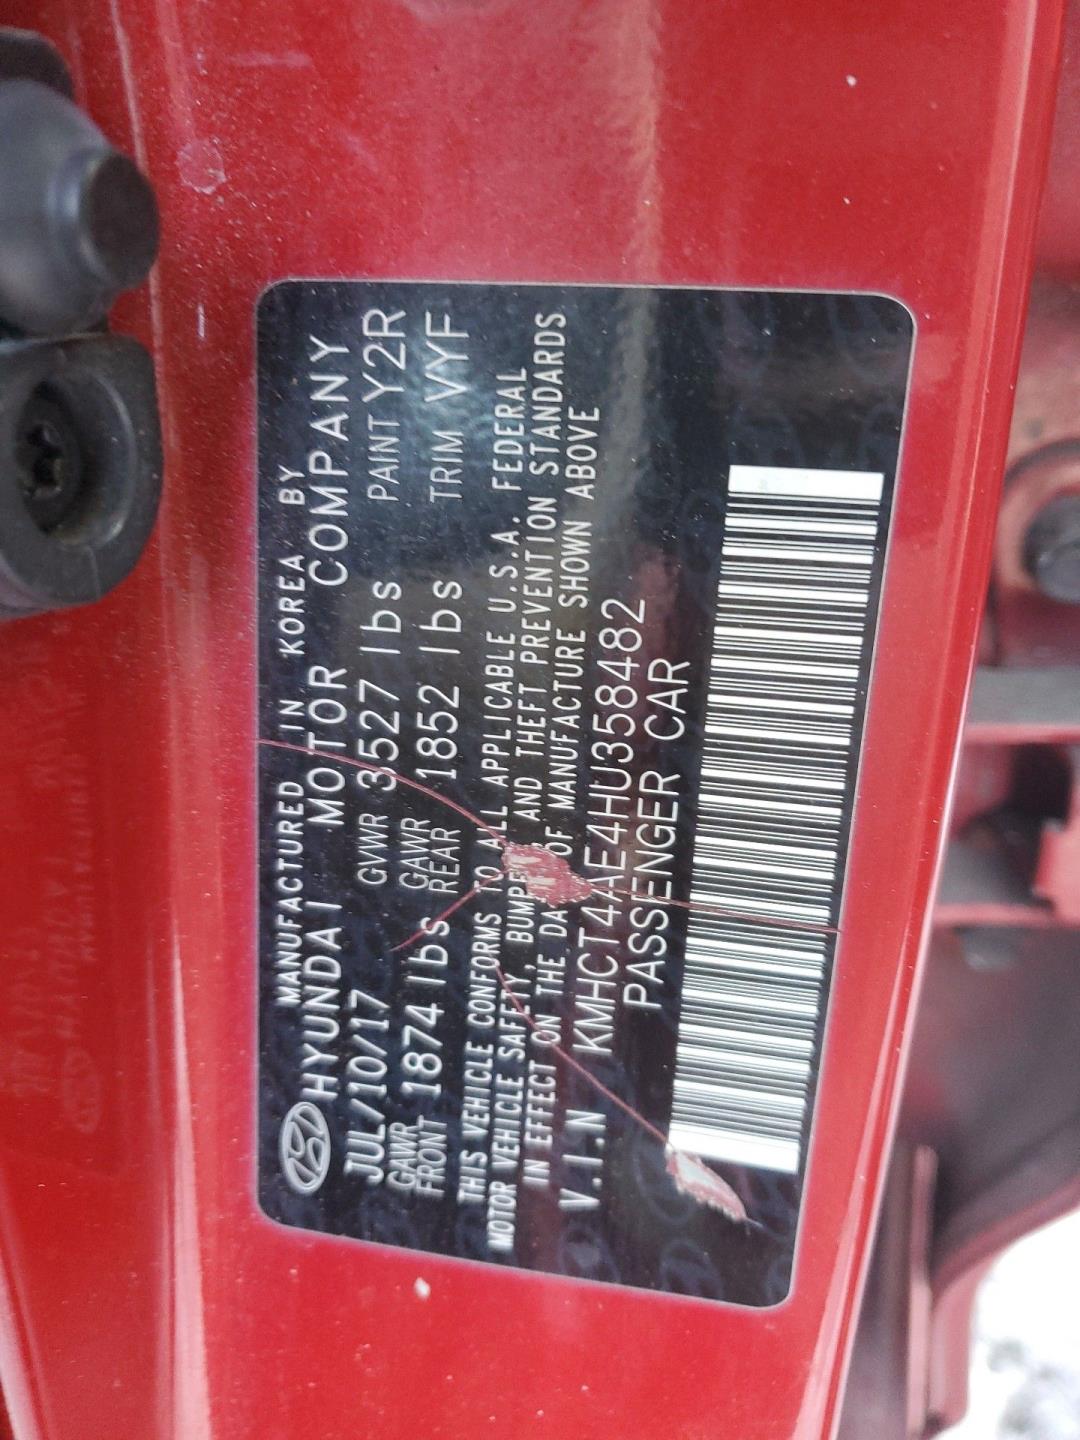 MANUFACTURED IN KOREA BY
HYUNDAI MOTOR COMPANY
JUL/10/17 GVWR 3527 lbs PAINT Y2R
GAWR FRONT 1874 lbs GAWR REAR 1852 lbs TRIM VYF
THIS VEHICLE CONFORMS TO ALL APPLICABLE U.S.A. FEDERAL
MOTOR VEHICLE SAFETY, BUMPE AND THEFT PREVENTION STANDARDS
IN EFFECT ON THE DA OF MANUFACTURE SHOWN ABOVE
V.I.N KMHCT4AE4HU358482
PASSENGER CAR